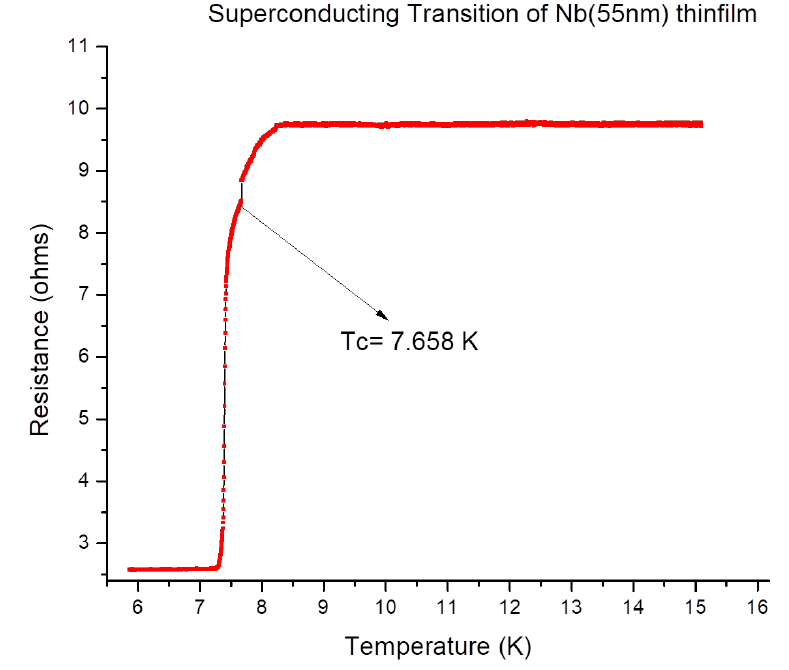 Superconducting Transition of Nb(55nm) thinfilm
11
10
9
8
7
6
5
4
3
Resistance (ohms)
Tc= 7.658 K
6 7 8 9 10 11 12 13 14 15 16
Temperature (K)